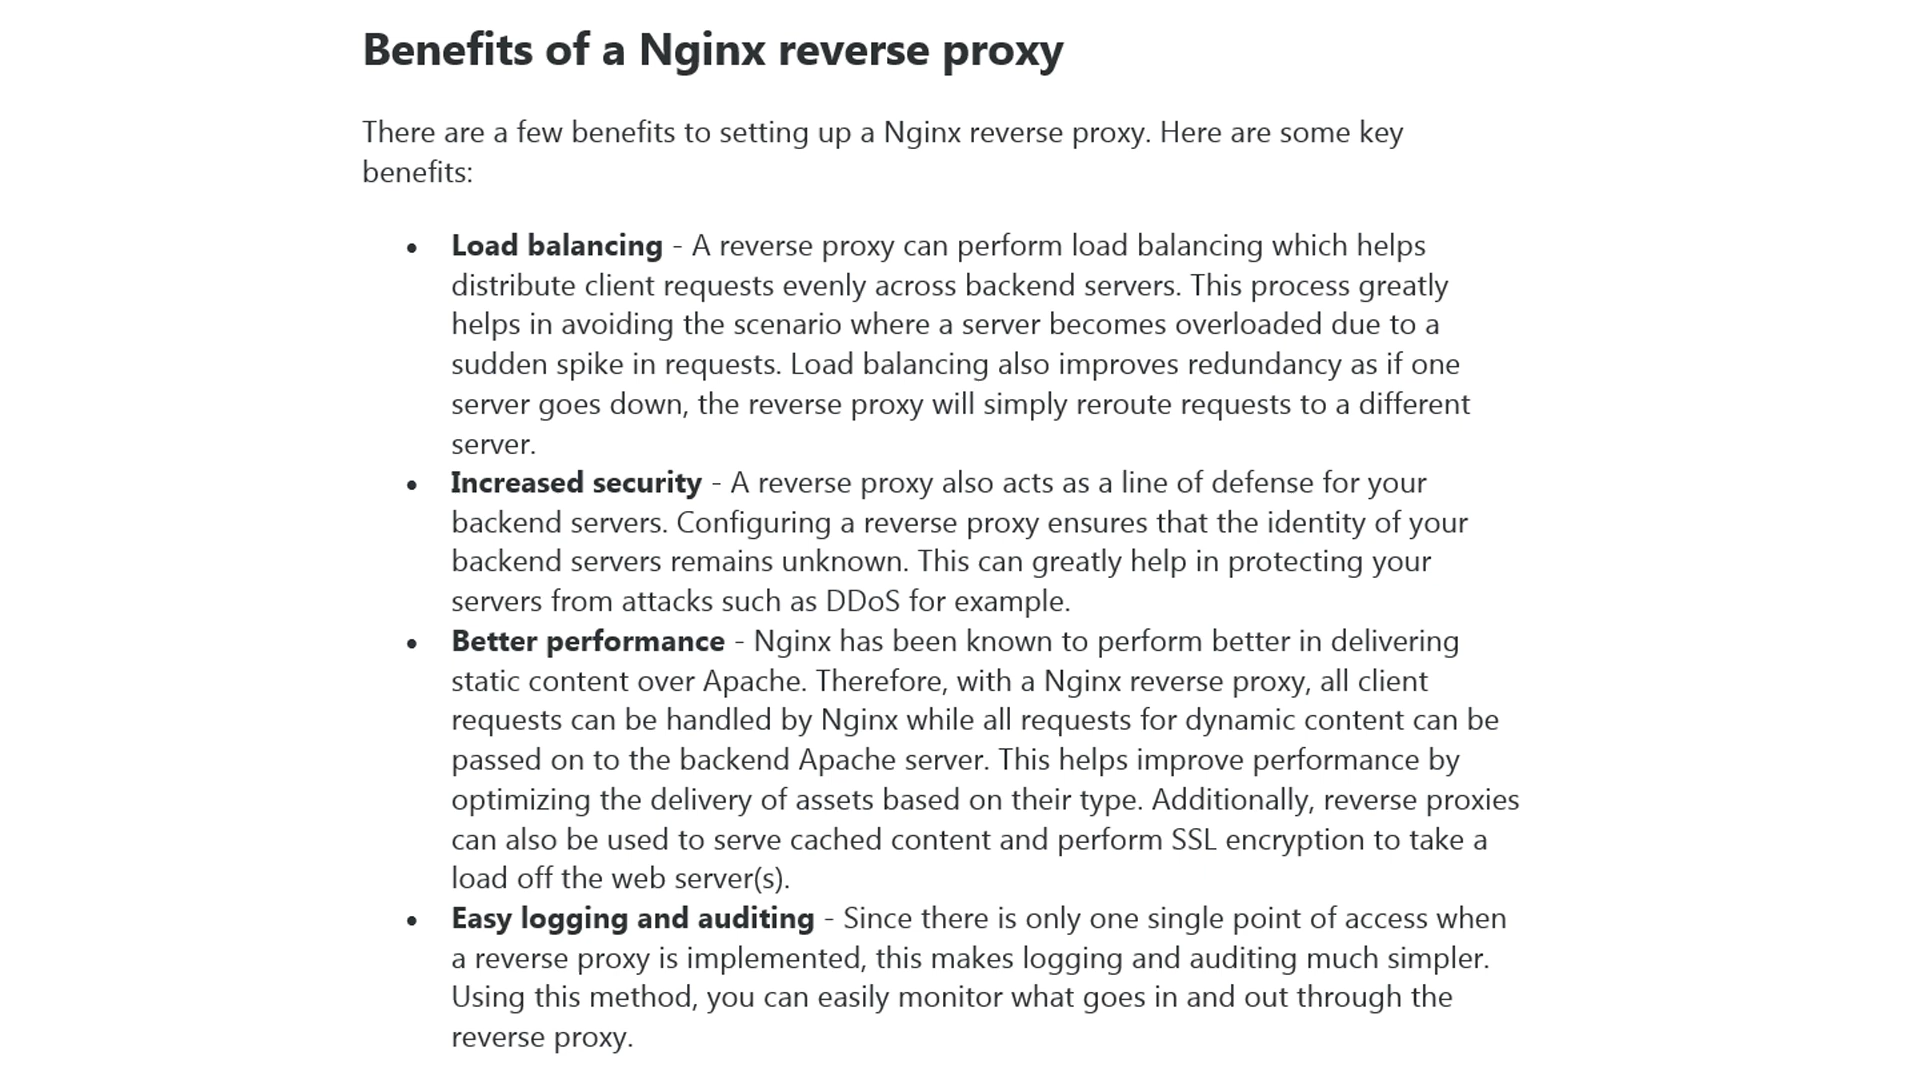 Benefits of a Nginx reverse proxy
There are a few benefits to setting up a Nginx reverse proxy. Here are some key
benefits:
• Load balancing - A reverse proxy can perform load balancing which helps
distribute client requests evenly across backend servers. This process greatly
helps in avoiding the scenario where a server becomes overloaded due to a
sudden spike in requests. Load balancing also improves redundancy as if one
server goes down, the reverse proxy will simply reroute requests to a different
server.
• Increased security - A reverse proxy also acts as a line of defense for your
backend servers. Configuring a reverse proxy ensures that the identity of your
backend servers remains unknown. This can greatly help in protecting your
servers from attacks such as DDoS for example.
• Better performance - Nginx has been known to perform better in delivering
static content over Apache. Therefore, with a Nginx reverse proxy, all client
requests can be handled by Nginx while all requests for dynamic content can be
passed on to the backend Apache server. This helps improve performance by
optimizing the delivery of assets based on their type. Additionally, reverse proxies
can also be used to serve cached content and perform SSL encryption to take a
load off the web server(s).
• Easy logging and auditing - Since there is only one single point of access when
a reverse proxy is implemented, this makes logging and auditing much simpler.
Using this method, you can easily monitor what goes in and out through the
reverse proxy.